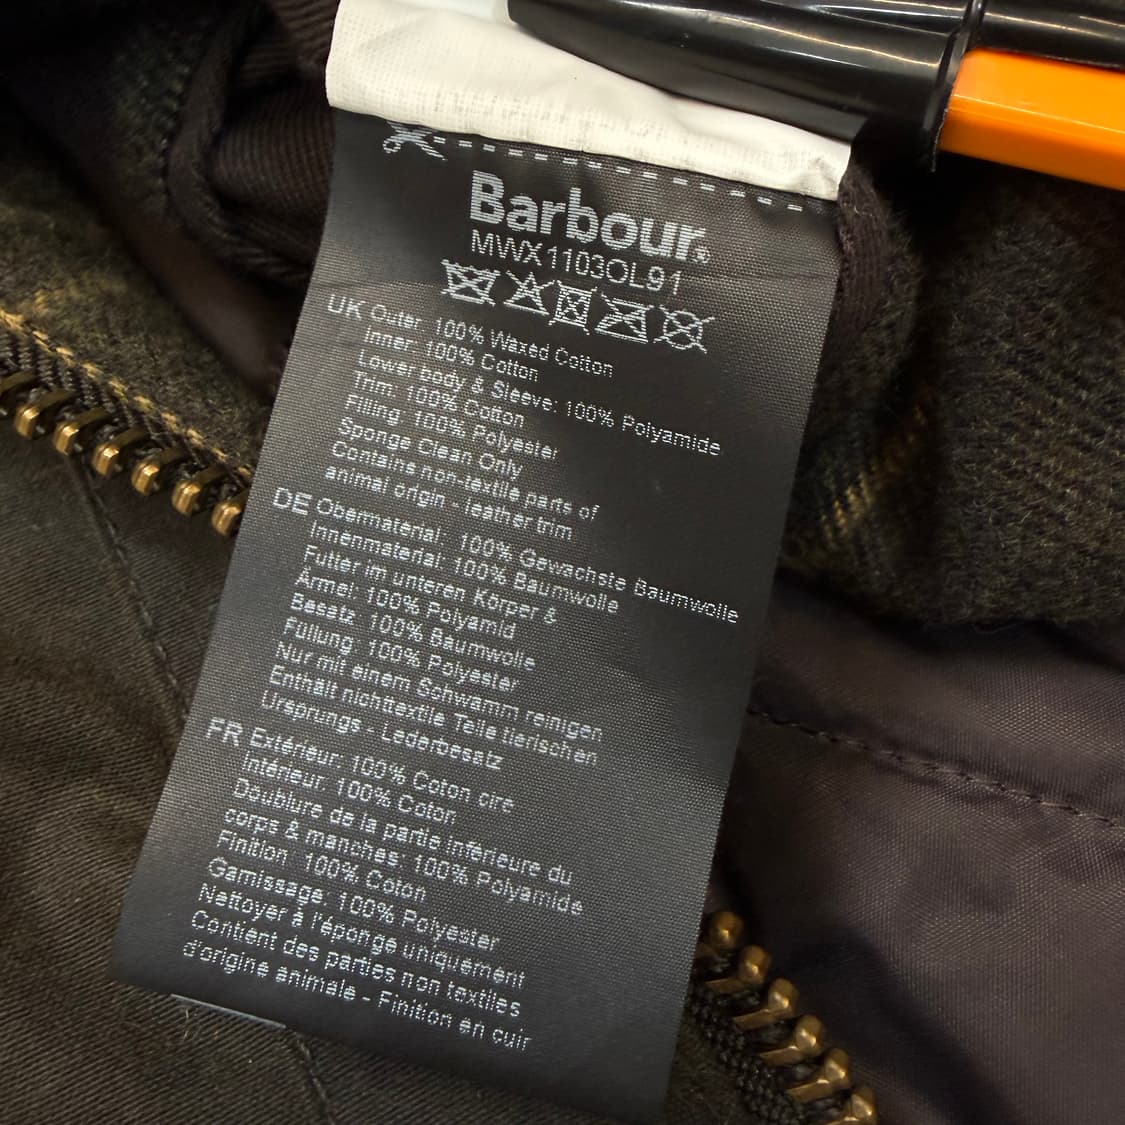 Barbour®
MWX1103OL91
UK Outer: 100% Waxed Cotton
Inner: 100% Cotton
Lower body & Sleeve: 100% Polyamide
Trim: 100% Cotton
Filling: 100% Polyester
Sponge Clean Only
Contains non-textile parts of
animal origin - leather trim
DE Obermaterial: 100% Gewachste Baumwolle
Innenmaterial: 100% Baumwolle
Futter im unteren Körper &
Ärmel: 100% Polyamid
Besatz: 100% Baumwolle
Füllung: 100% Polyester
Nur mit einem Schwamm reinigen
Enthält nichttextile Teile tierischen
Ursprungs - Lederbesatz
FR Extérieur: 100% Coton cire
Intérieur: 100% Coton
Doublure de la partie inférieure du
corps & manches: 100% Polyamide
Finition : 100% Coton
Garnissage: 100% Polyester
Nettoyer à l'éponge uniquement
Contient des parties non textiles
d'origine animale - Finition en cuir